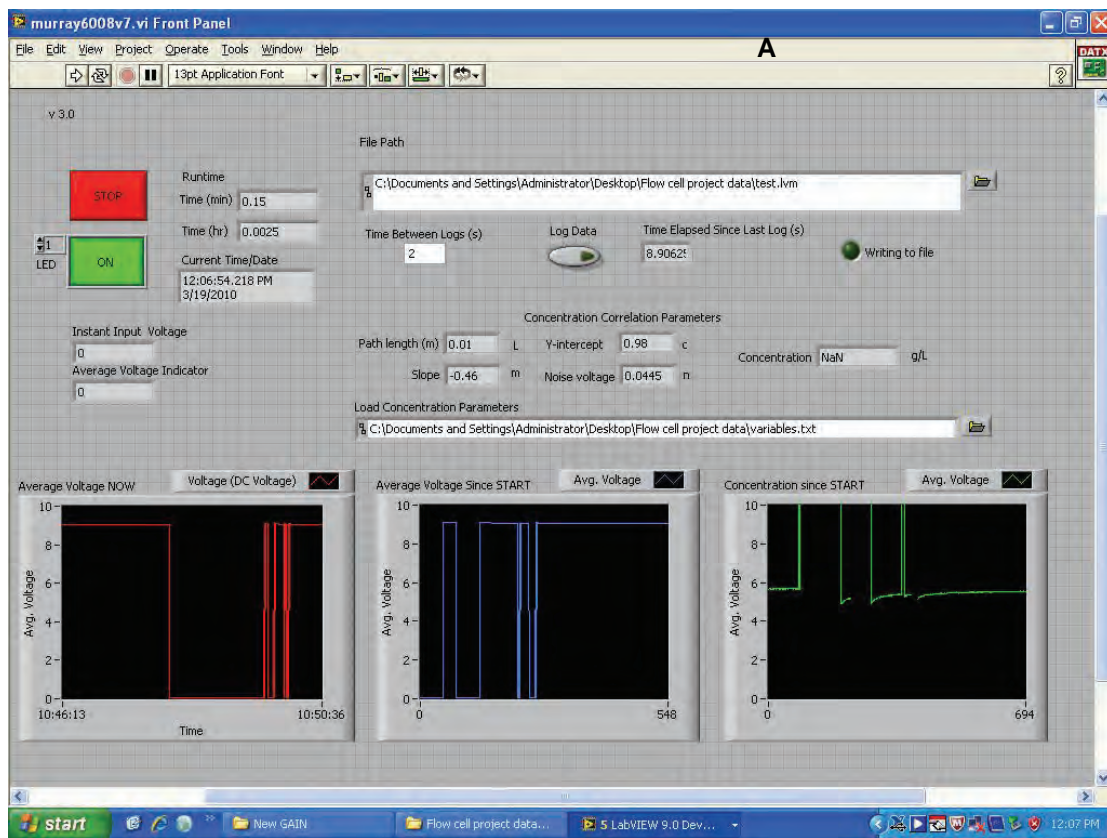 murray6008v7.vi Front Panel
File Edit View Project Operate Tools Window Help
A
DATX
13pt Application Font
?
v 3.0
File Path
STOP
Runtime
C:\Documents and Settings\Administrator\Desktop\Flow cell project data\test.lvm
Time (min) 0.15
Time (hr) 0.0025
Time Between Logs (s)
Log Data
Time Elapsed Since Last Log (s)
1
LED
ON
2
8.9062
Writing to file
Current Time/Date
12:06:54.218 PM
3/19/2010
Concentration Correlation Parameters
Instant Input Voltage
0
Path length (m) 0.01 L
Y-intercept 0.98 c
Concentration NaN g/L
Average Voltage Indicator
0
Slope -0.46 m
Noise voltage 0.0445 n
Load Concentration Parameters
C:\Documents and Settings\Administrator\Desktop\Flow cell project data\variables.txt
Average Voltage NOW
Voltage (DC Voltage)
10
8
6
4
2
0
Avg. Voltage
10:46:13
10:50:36
Time
Average Voltage Since START
Avg. Voltage
10
8
6
4
2
0
Avg. Voltage
0
548
Concentration since START
Avg. Voltage
10
8
6
4
2
0
Avg. Voltage
0
694
start
New GAIN
Flow cell project data...
5 LabVIEW 9.0 Dev...
12:07 PM